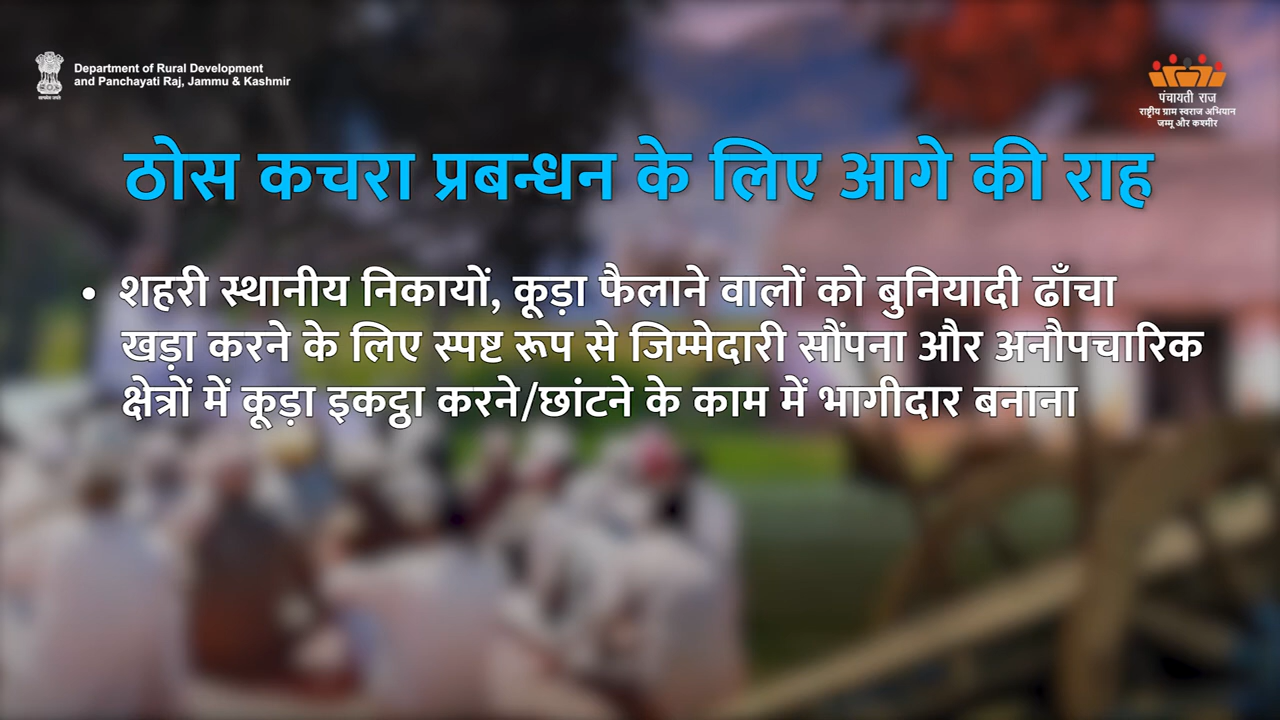 Department of Rural Development
and Panchayati Raj, Jammu & Kashmir
पंचायती राज
राष्ट्रीय ग्राम स्वराज अभियान
जम्मू और कश्मीर
ठोस कचरा प्रबन्धन के लिए आगे की राह
• शहरी स्थानीय निकायों, कूड़ा फैलाने वालों को बुनियादी ढाँचा
खड़ा करने के लिए स्पष्ट रूप से जिम्मेदारी सौंपना और अनौपचारिक
क्षेत्रों में कूड़ा इकट्ठा करने/छांटने के काम में भागीदार बनाना